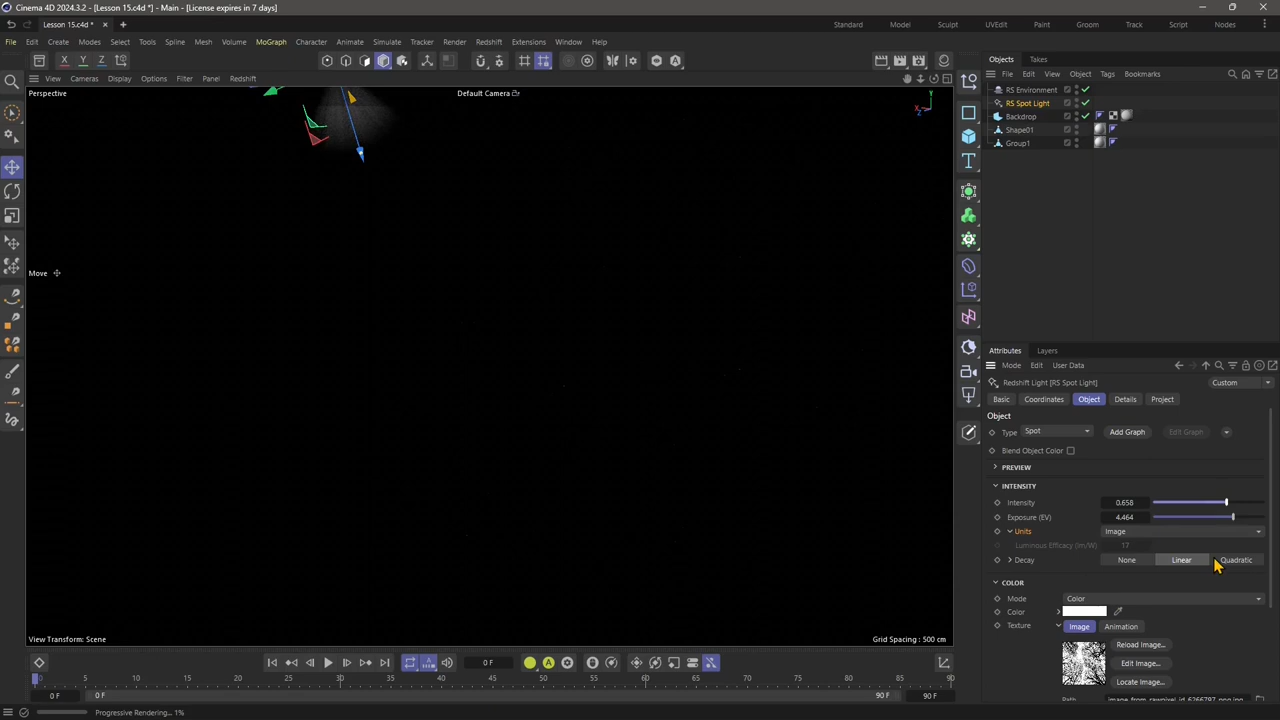 Cinema 4D 2024.3.2 - [Lesson 15.c4d *] - Main - [License expires in 7 days]
Lesson 15.c4d *
Standard Model Sculpt UVEdit Paint Groom Track Script Nodes
File Edit Create Modes Select Tools Spline Mesh Volume MoGraph Character Animate Simulate Tracker Render Redshift Extensions Window Help
X Y Z
Objects Takes
View Cameras Display Options Filter Panel Redshift
File Edit View Object Tags Bookmarks
Perspective
Default Camera
Y
X
Z
RS Environment
RS Spot Light
Backdrop
Shape01
Group1
Move
Attributes Layers
Mode Edit User Data
Redshift Light [RS Spot Light]
Custom
Basic Coordinates Object Details Project
Object
Type Spot Add Graph Edit Graph
Blend Object Color
PREVIEW
INTENSITY
Intensity 0.658
Exposure (EV) 4.464
Units Image
Luminous Efficacy (lm/W) 17
Decay None Linear Quadratic
COLOR
Mode Color
Color
Texture Image Animation
Reload Image...
Edit Image...
Locate Image...
Path image_from_rawpixel_id_6266797_png.jpg
View Transform: Scene
Grid Spacing : 500 cm
0 F
0 5 10 15 20 25 30 35 40 45 50 55 60 65 70 75 80 85 90
0 F 0 F 90 F 90 F
Progressive Rendering... 1%